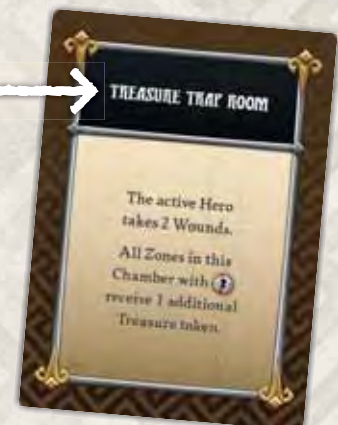 TREASURE TRAP ROOM
The active Hero
takes 2 Wounds.
All Zones in this
Chamber with
receive 1 additional
Treasure token.